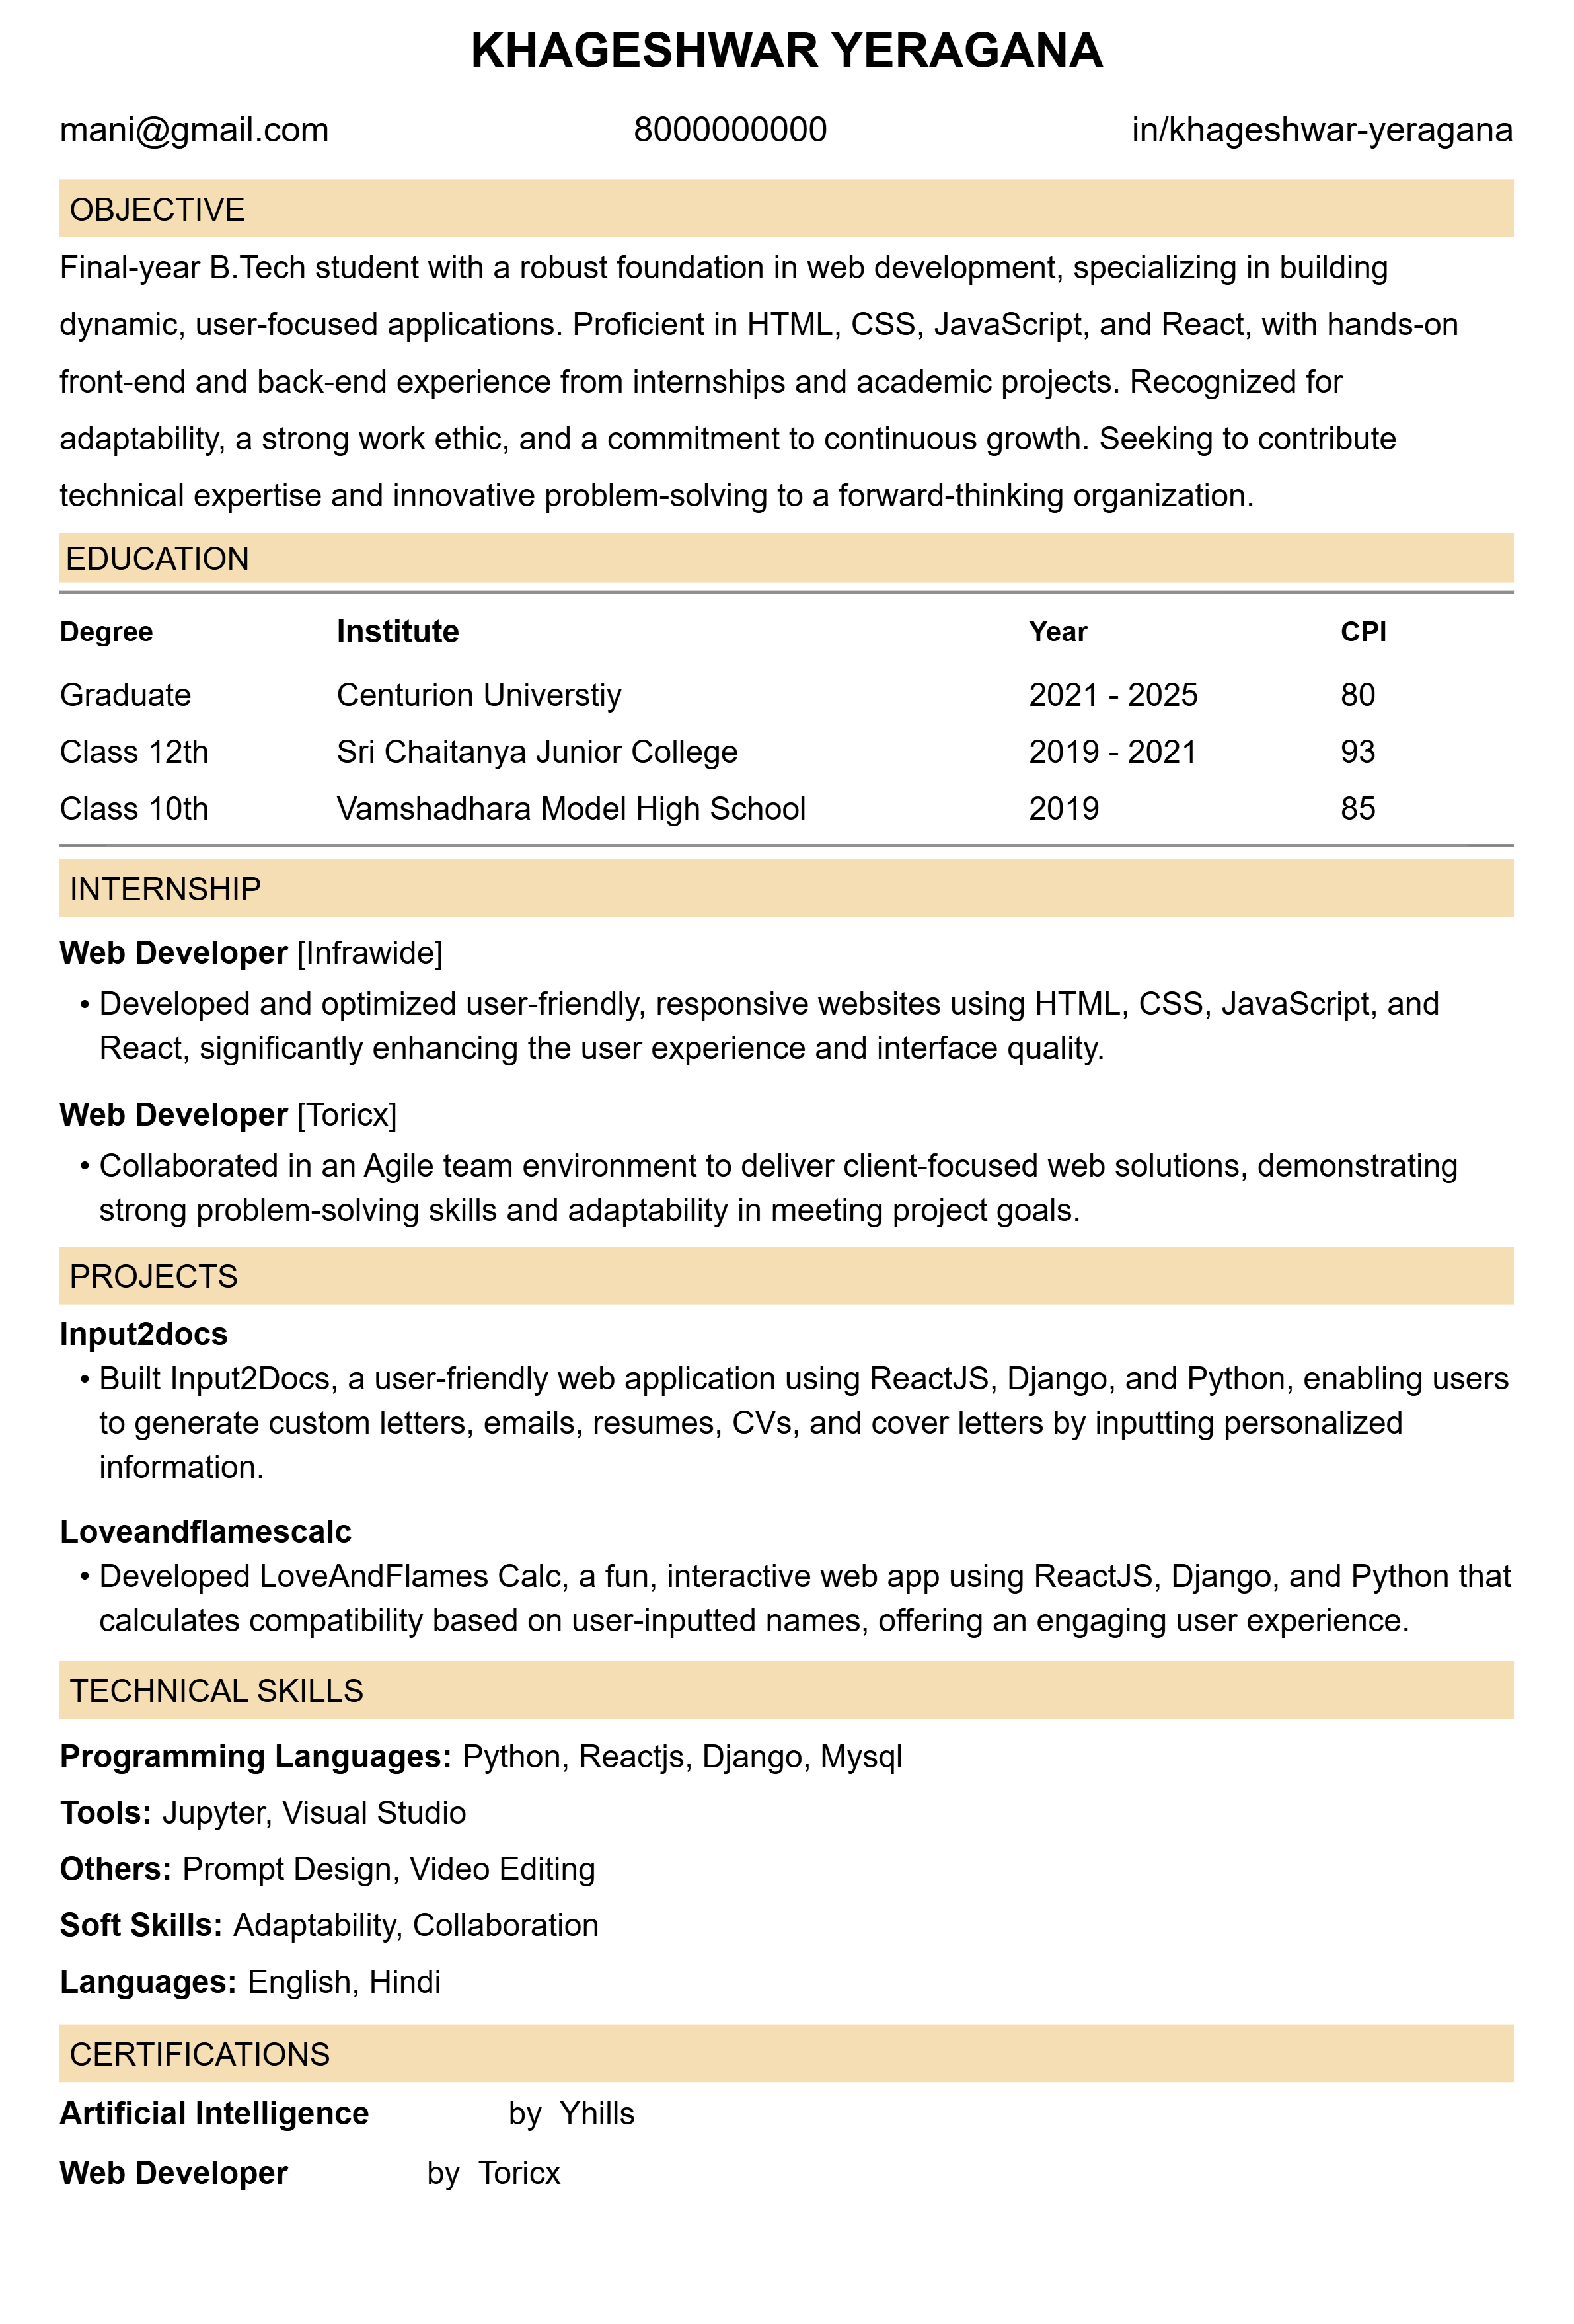 KHAGESHWAR YERAGANA
mani@gmail.com 8000000000 in/khageshwar-yeragana
OBJECTIVE
Final-year B.Tech student with a robust foundation in web development, specializing in building
dynamic, user-focused applications. Proficient in HTML, CSS, JavaScript, and React, with hands-on
front-end and back-end experience from internships and academic projects. Recognized for
adaptability, a strong work ethic, and a commitment to continuous growth. Seeking to contribute
technical expertise and innovative problem-solving to a forward-thinking organization.
EDUCATION
Degree Institute Year CPI
Graduate Centurion Universtiy 2021 - 2025 80
Class 12th Sri Chaitanya Junior College 2019 - 2021 93
Class 10th Vamshadhara Model High School 2019 85
INTERNSHIP
Web Developer [Infrawide]
• Developed and optimized user-friendly, responsive websites using HTML, CSS, JavaScript, and
React, significantly enhancing the user experience and interface quality.
Web Developer [Toricx]
• Collaborated in an Agile team environment to deliver client-focused web solutions, demonstrating
strong problem-solving skills and adaptability in meeting project goals.
PROJECTS
Input2docs
• Built Input2Docs, a user-friendly web application using ReactJS, Django, and Python, enabling users
to generate custom letters, emails, resumes, CVs, and cover letters by inputting personalized
information.
Loveandflamescalc
• Developed LoveAndFlames Calc, a fun, interactive web app using ReactJS, Django, and Python that
calculates compatibility based on user-inputted names, offering an engaging user experience.
TECHNICAL SKILLS
Programming Languages: Python, Reactjs, Django, Mysql
Tools: Jupyter, Visual Studio
Others: Prompt Design, Video Editing
Soft Skills: Adaptability, Collaboration
Languages: English, Hindi
CERTIFICATIONS
Artificial Intelligence by Yhills
Web Developer by Toricx